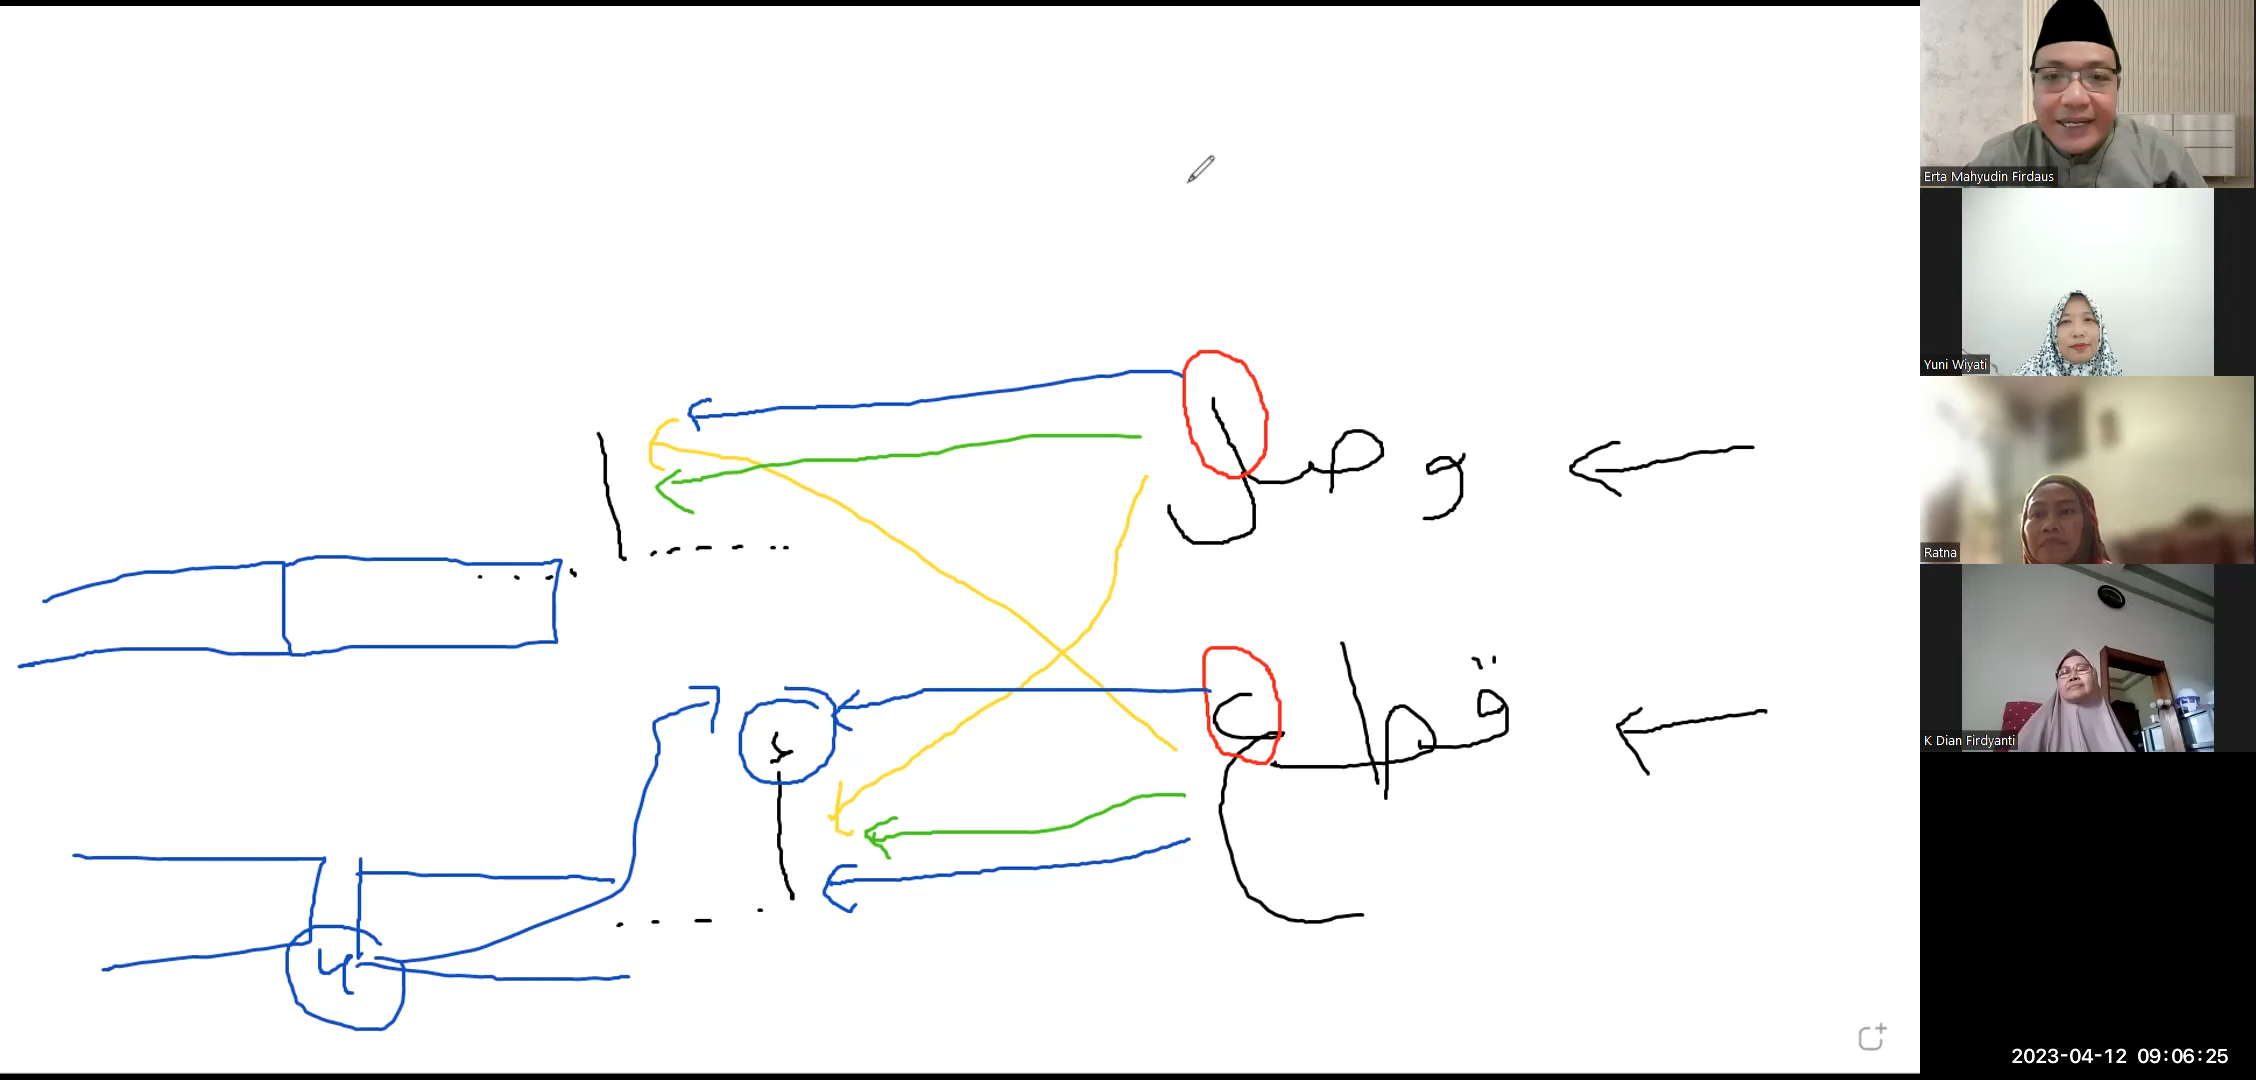 Erta Mahyudin Firdaus
Yuni Wiyati
Ratna
K Dian Firdyanti
وصل
ا
قطع
أ
2023-04-12 09:06:25